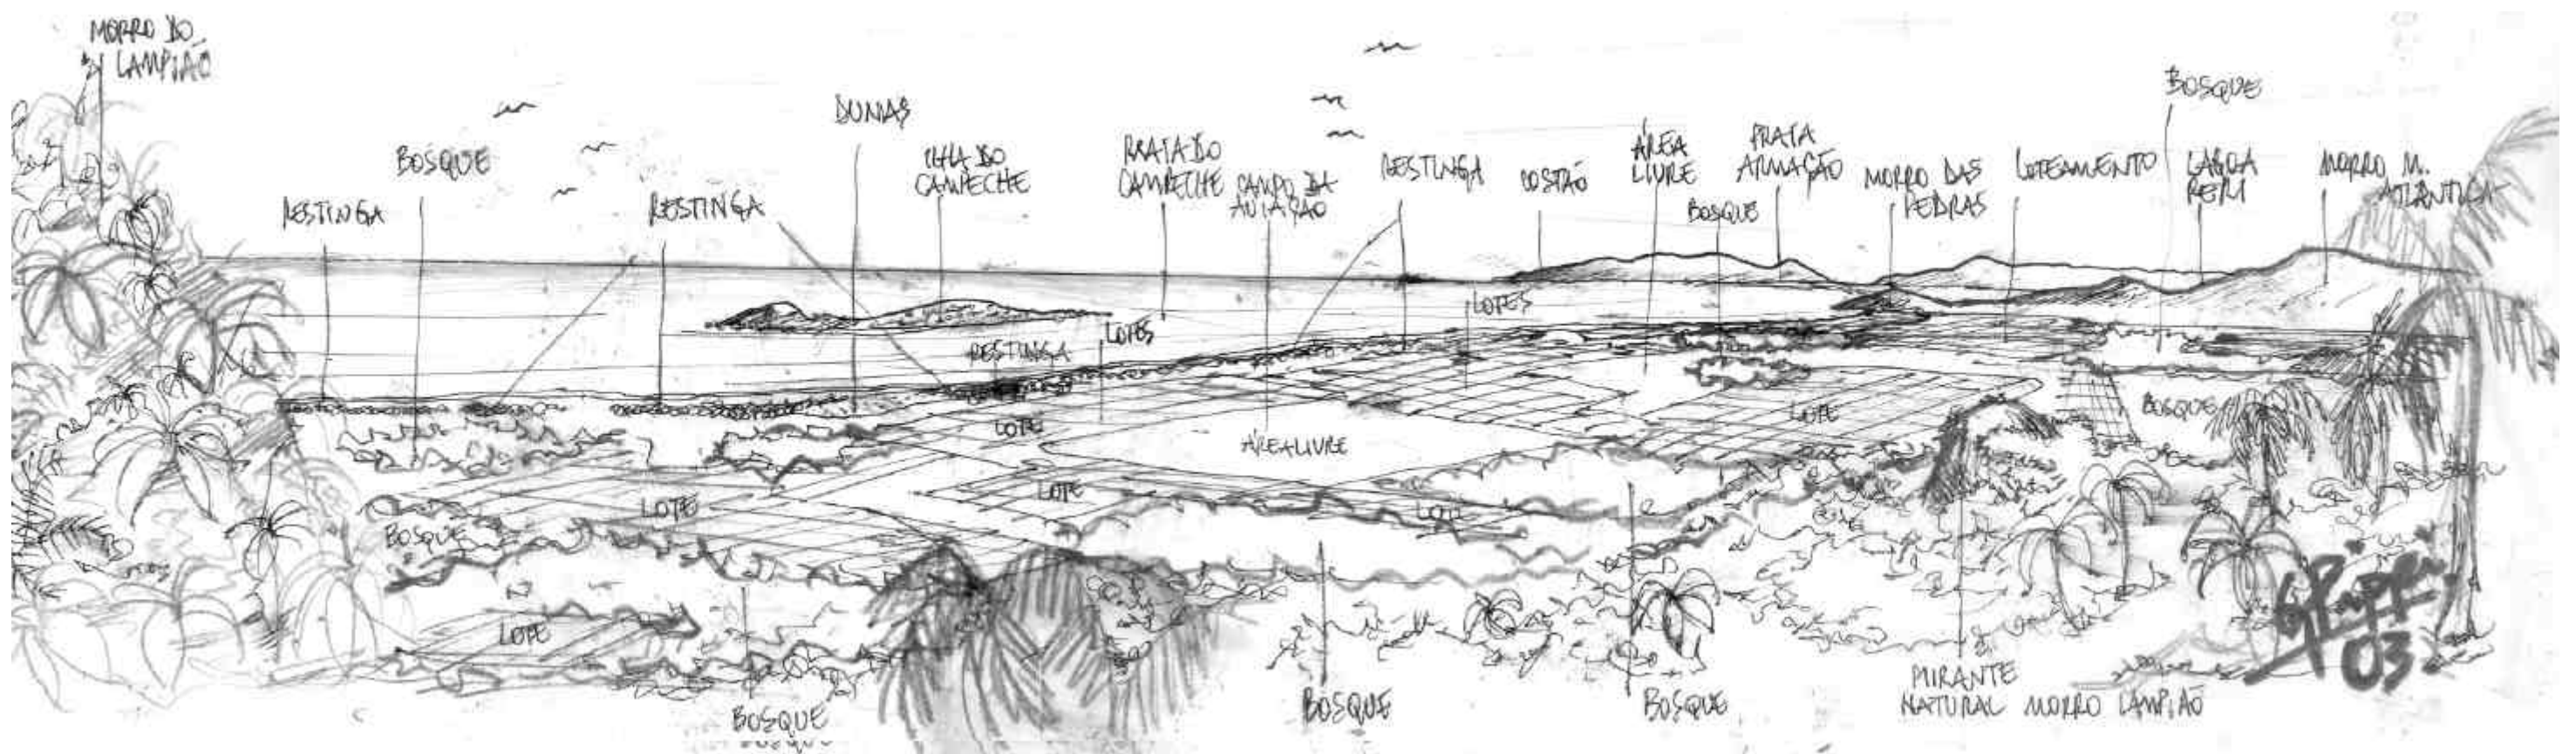 MORRO DO
LAMPIÃO
RESTINGA
BOSQUE
RESTINGA
DUNAS
ILHA DO
CAMPECHE
PRAIA DO
CAMPECHE
CAMPO DA
AVIAÇÃO
RESTINGA
COSTÃO
ÁREA
LIVRE
BOSQUE
PRAIA
ARMAÇÃO
MORRO DAS
PEDRAS
LOTEAMENTO
BOSQUE
LAGOA
PERI
MORRO M.
ATLÂNTICA
LOTES
LOTES
RESTINGA
LOTE
ÁREA LIVRE
LOTE
BOSQUE
LOTE
LOTE
LOTE
BOSQUE
LOTE
BOSQUE
BOSQUE
BOSQUE
MIRANTE
NATURAL MORRO LAMPIÃO
03